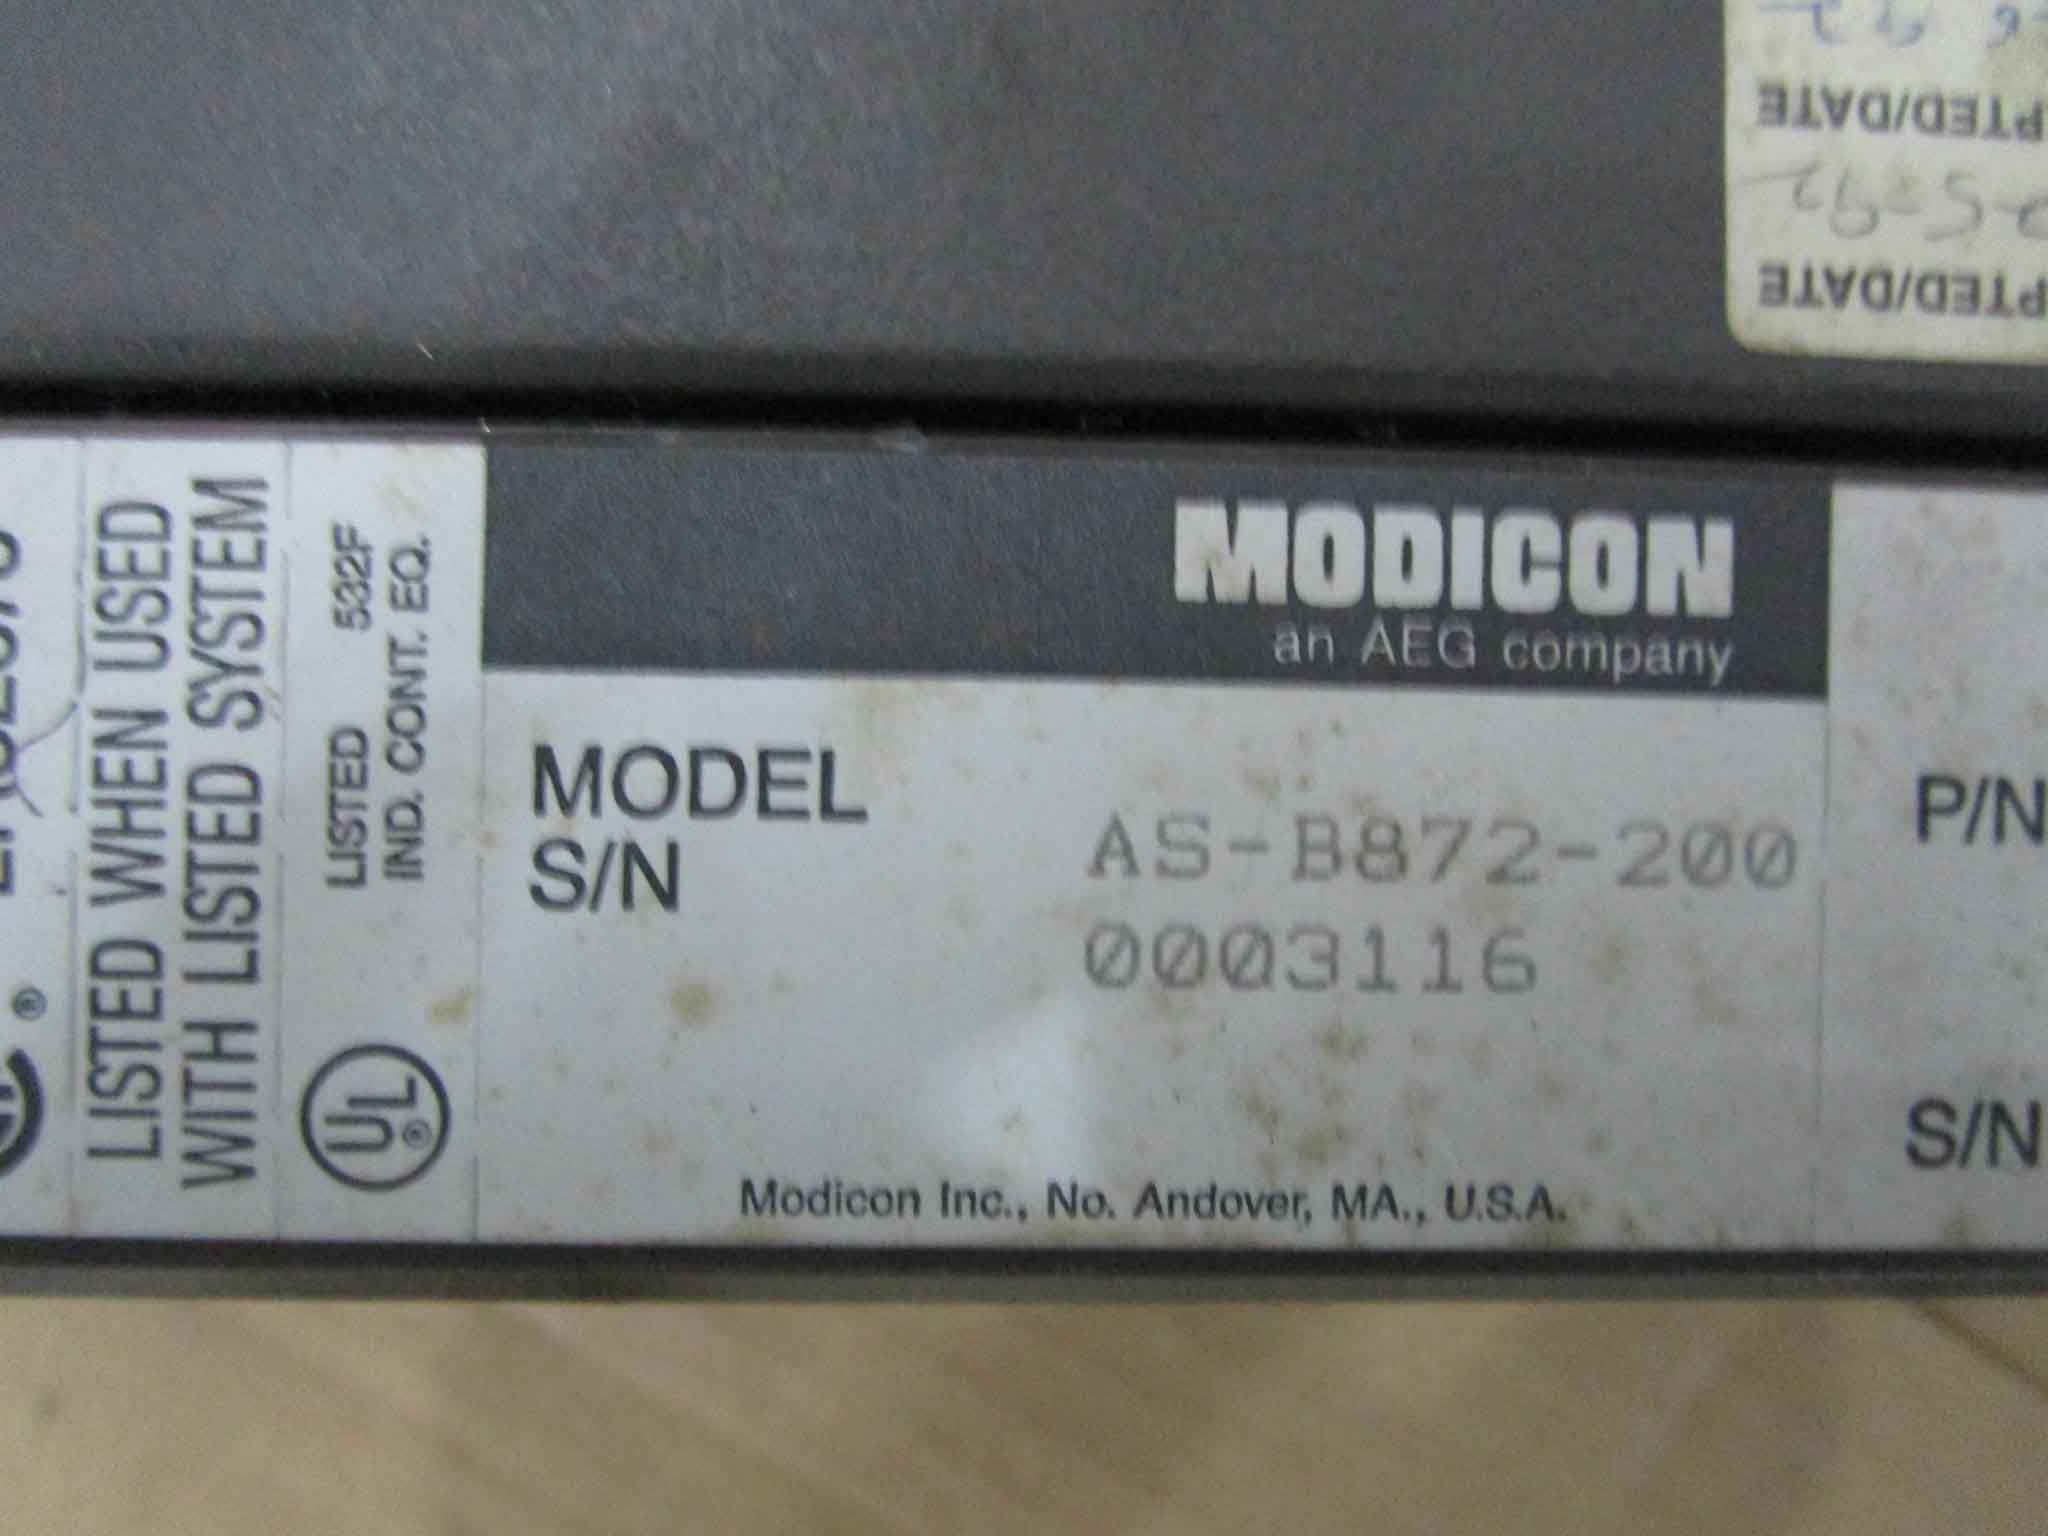 PTED/DATE
PTED/DATE
LISTED WHEN USED
WITH LISTED SYSTEM
LISTED 532F
IND. CONT. EQ.
UL®
®
MODICON
an AEG company
MODEL AS-B872-200
S/N 0003116
Modicon Inc., No. Andover, MA., U.S.A.
P/N
S/N